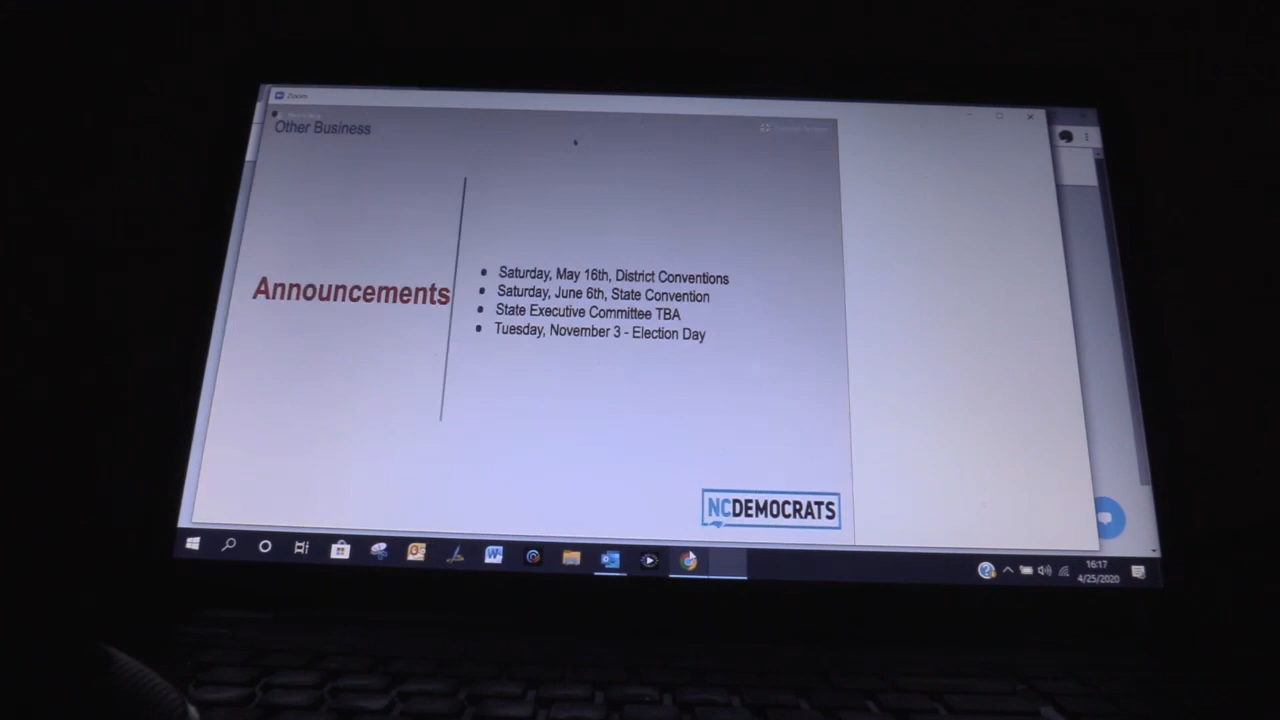 Zoom
Other Business
Announcements
Saturday, May 16th, District Conventions
Saturday, June 6th, State Convention
State Executive Committee TBA
Tuesday, November 3 - Election Day
NCDEMOCRATS
16:17
4/25/2020